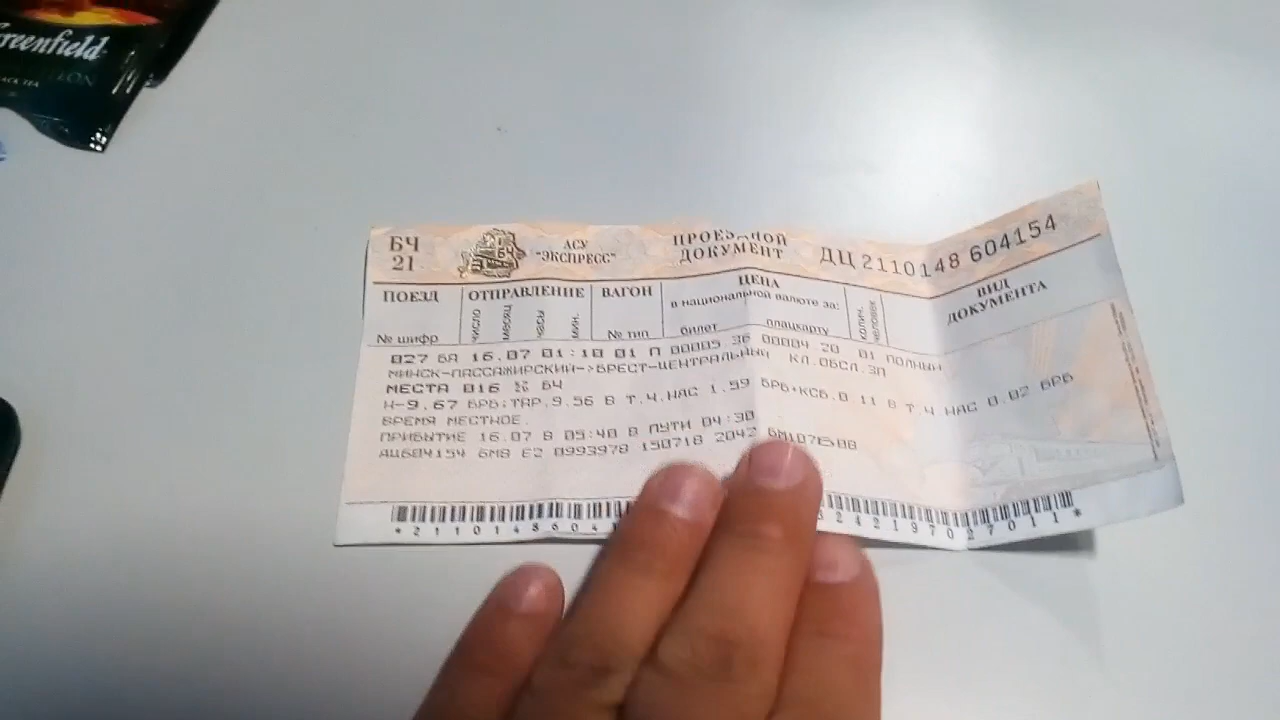 Greenfield
БЧ 21
АСУ "ЭКСПРЕСС"
ПРОЕЗДНОЙ ДОКУМЕНТ
ДЦ 2110148 604154
ПОЕЗД
ОТПРАВЛЕНИЕ
ВАГОН
ЦЕНА
в национальной валюте за:
ВИД ДОКУМЕНТА
№ шифр
число
месяц
часы
мин.
№ тип
билет
плацкарту
колич. человек
027 БА 16.07 01:10 01 П 00005.36 00004.20 01 ПОЛНЫЙ
МИНСК-ПАССАЖИРСКИЙ->БРЕСТ-ЦЕНТРАЛЬНЫЙ КЛ.ОБСЛ.3П
МЕСТА 016 БЧ
Н-9.67 БРБ;ТАР.9.56 В Т.Ч.НАС 1.59 БРБ+КСБ.0 11 В Т.Ч НАС 0.02 БРБ
ВРЕМЯ МЕСТНОЕ.
ПРИБЫТИЕ 16.07 В 05:40 В ПУТИ 04:30
АЦ604154 6М8 Е2 0993978 150718 2042